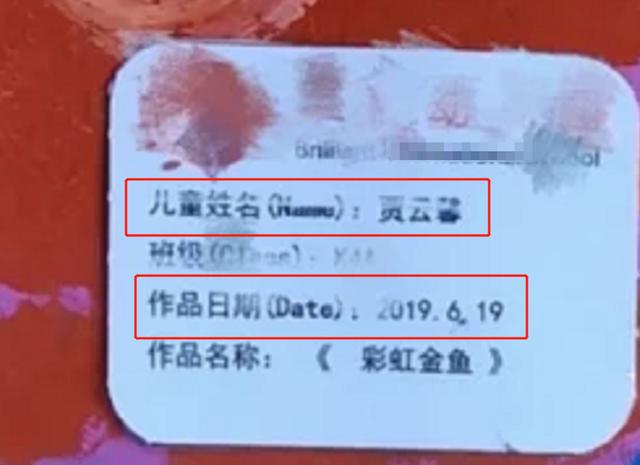 儿童姓名(Name)：贾云馨
班级(Class)：
作品日期(Date)：2019.6.19
作品名称：《 彩虹金鱼 》